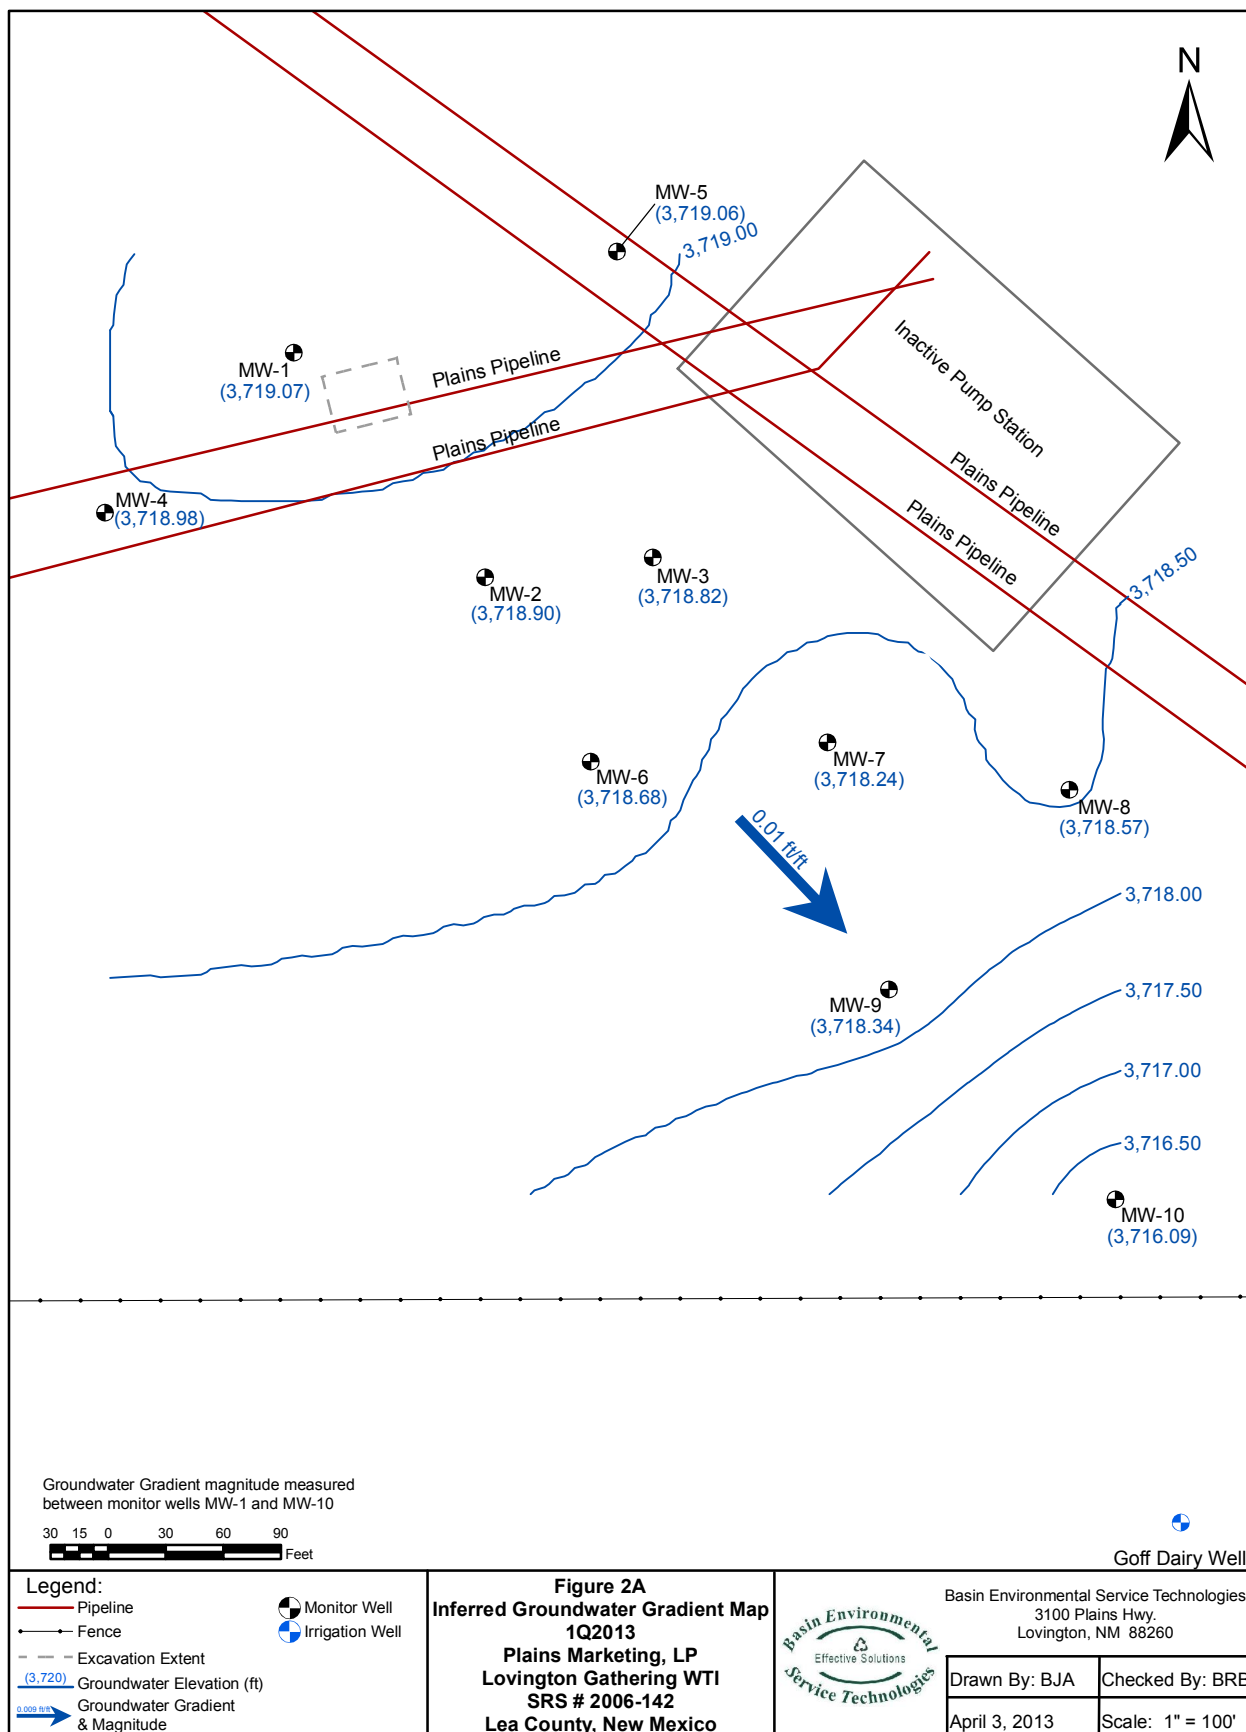 N
MW-5
(3,719.06)
3,719.00
MW-1
(3,719.07)
Plains Pipeline
Plains Pipeline
Inactive Pump
Station
Plains Pipeline
Plains Pipeline
MW-4
(3,718.98)
MW-2
(3,718.90)
MW-3
(3,718.82)
3,718.50
MW-6
(3,718.68)
MW-7
(3,718.24)
MW-8
(3,718.57)
0.01 ft/ft
3,718.00
MW-9
(3,718.34)
3,717.50
3,717.00
3,716.50
MW-10
(3,716.09)
Groundwater Gradient magnitude measured
between monitor wells MW-1 and MW-10
30 15 0 30 60 90
Feet
Goff Dairy Well
Legend:
Pipeline
Fence
Excavation Extent
(3,720) Groundwater Elevation (ft)
0.009 ft/ft Groundwater Gradient
& Magnitude
Monitor Well
Irrigation Well
Figure 2A
Inferred Groundwater Gradient Map
1Q2013
Plains Marketing, LP
Lovington Gathering WTI
SRS # 2006-142
Lea County, New Mexico
Basin Environmental
Effective Solutions
Service Technologies
Basin Environmental Service Technologies
3100 Plains Hwy.
Lovington, NM 88260
Drawn By: BJA
Checked By: BRB
April 3, 2013
Scale: 1" = 100'